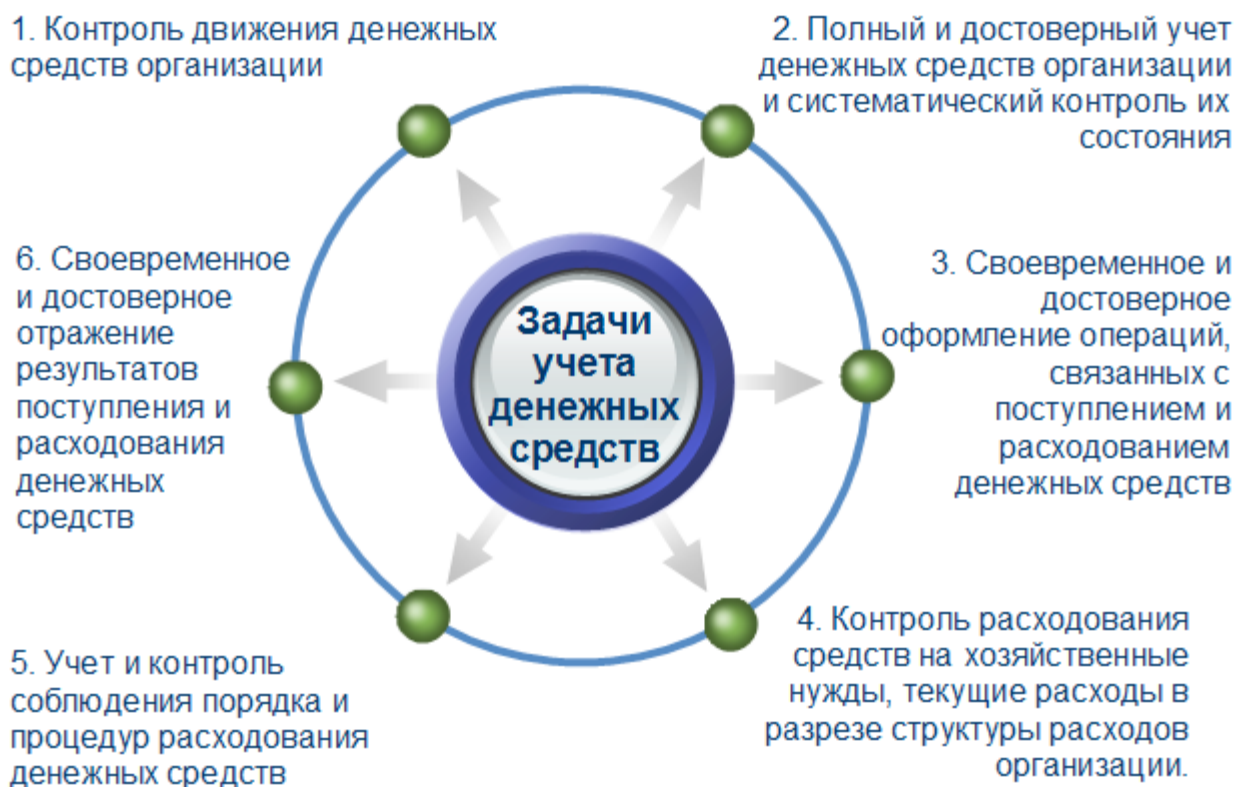 1. Контроль движения денежных
средств организации
2. Полный и достоверный учет
денежных средств организации
и систематический контроль их
состояния
3. Своевременное и
достоверное
оформление операций,
связанных с
поступлением и
расходованием
денежных средств
4. Контроль расходования
средств на хозяйственные
нужды, текущие расходы в
разрезе структуры расходов
организации.
5. Учет и контроль
соблюдения порядка и
процедур расходования
денежных средств
6. Своевременное
и достоверное
отражение
результатов
поступления и
расходования
денежных
средств
Задачи
учета
денежных
средств